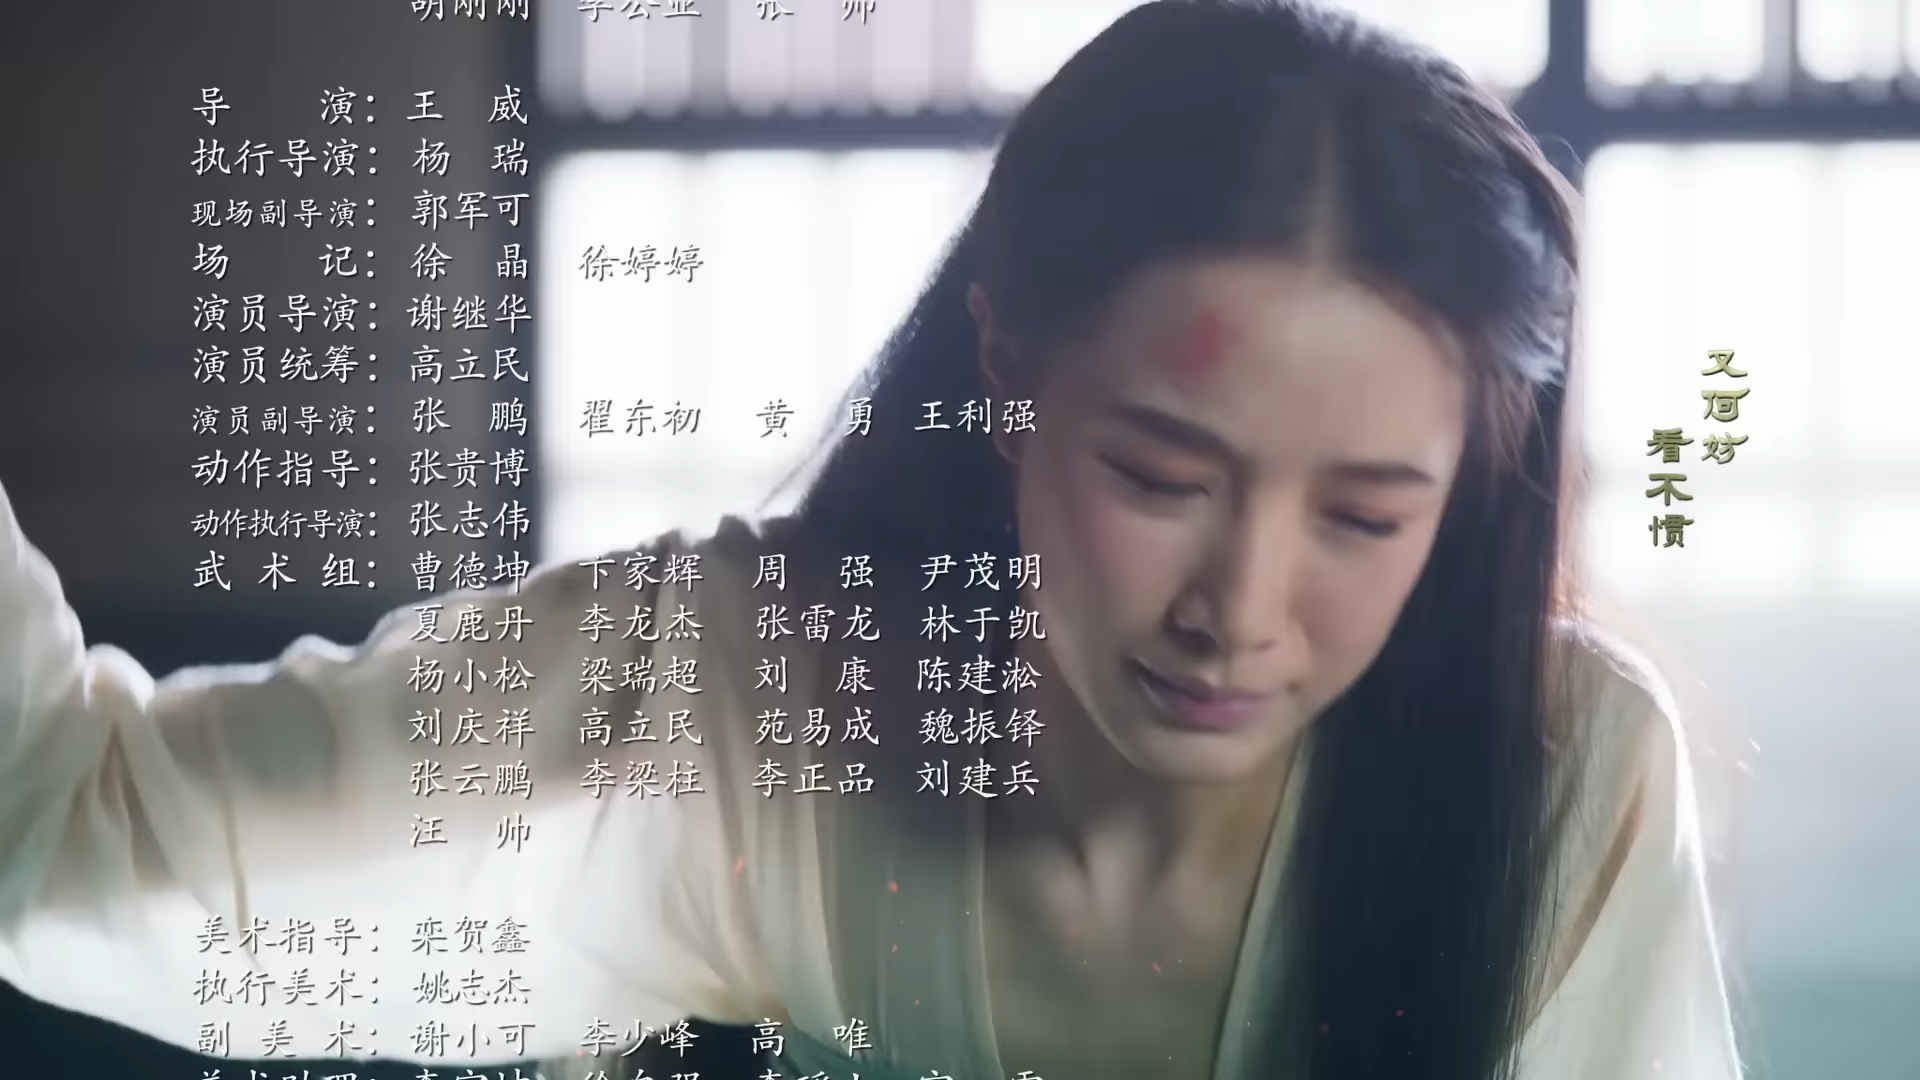 胡刚刚 李公业 张帅
导演：王威
执行导演：杨瑞
现场副导演：郭军可
场记：徐晶 徐婷婷
演员导演：谢继华
演员统筹：高立民
演员副导演：张鹏 翟东初 黄勇 王利强
动作指导：张贵博
动作执行导演：张志伟
武术组：曹德坤 卞家辉 周强 尹茂明
夏鹿丹 李龙杰 张雷龙 林于凯
杨小松 梁瑞超 刘康 陈建淞
刘庆祥 高立民 苑易成 魏振铎
张云鹏 李梁柱 李正品 刘建兵
汪帅
美术指导：栾贺鑫
执行美术：姚志杰
副美术：谢小可 李少峰 高唯
又何妨
看不惯